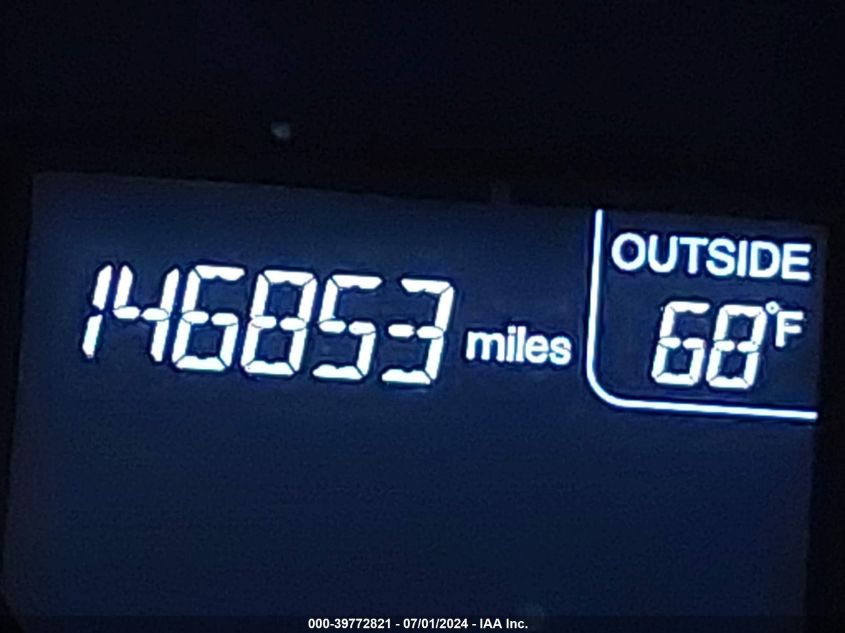 OUTSIDE
146853 miles 68°F
000-39772821 - 07/01/2024 - IAA Inc.